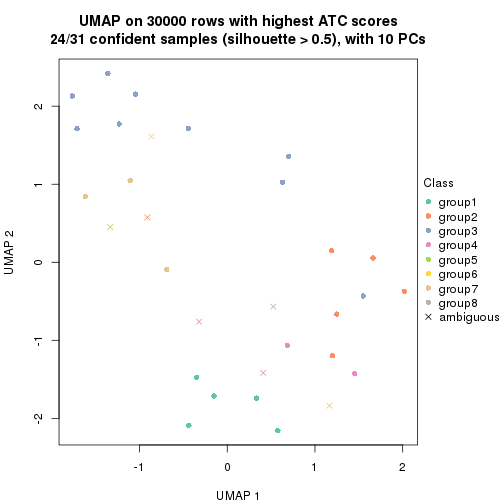 UMAP on 30000 rows with highest ATC scores
24/31 confident samples (silhouette > 0.5), with 10 PCs
UMAP 2
2
1
0
-1
-2
-1
0
1
2
UMAP 1
Class
group1
group2
group3
group4
group5
group6
group7
group8
ambiguous